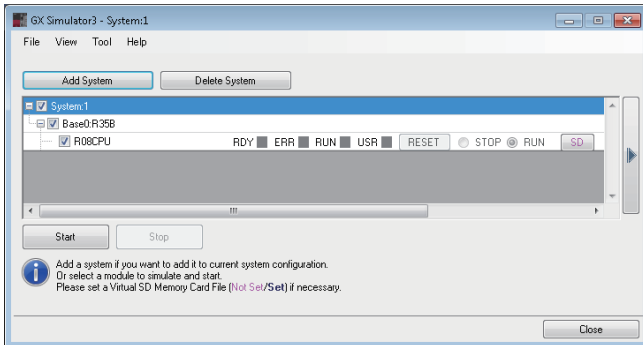 GX Simulator3 - System:1
File View Tool Help
Add System Delete System
System:1
Base0:R35B
R08CPU RDY ERR RUN USR RESET STOP RUN SD
Start Stop
Add a system if you want to add it to current system configuration.
Or select a module to simulate and start.
Please set a Virtual SD Memory Card File (Not Set/Set) if necessary.
Close